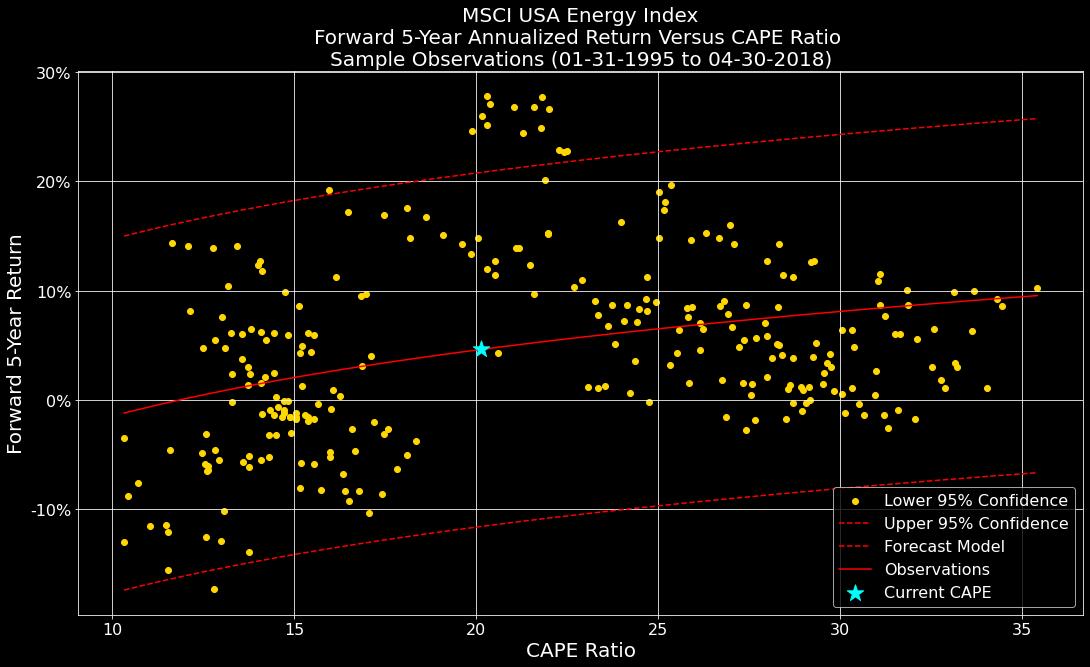 MSCI USA Energy Index
Forward 5-Year Annualized Return Versus CAPE Ratio
Sample Observations (01-31-1995 to 04-30-2018)
Forward 5-Year Return
30%
20%
10%
0%
-10%
Lower 95% Confidence
Upper 95% Confidence
Forecast Model
Observations
Current CAPE
10
15
20
25
30
35
CAPE Ratio